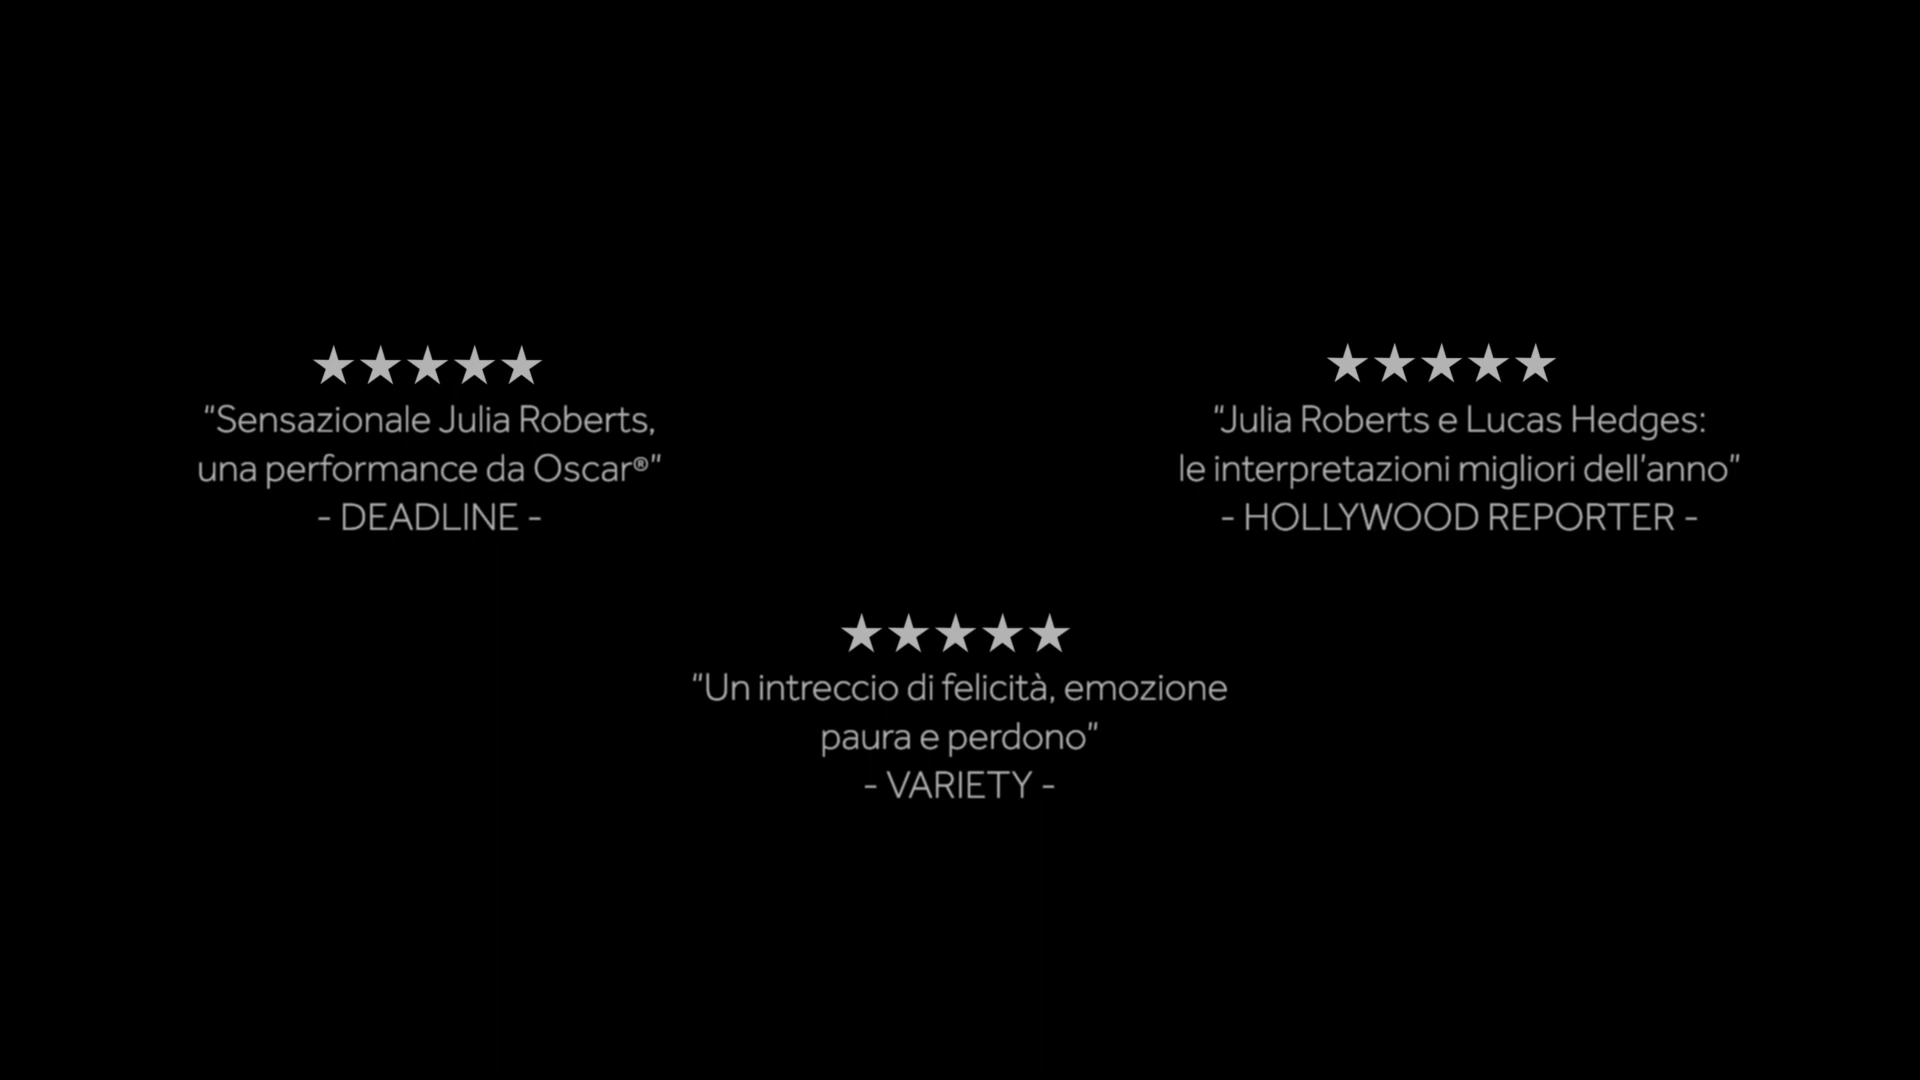 ★★★★★
“Sensazionale Julia Roberts,
una performance da Oscar®”
- DEADLINE -
★★★★★
“Julia Roberts e Lucas Hedges:
le interpretazioni migliori dell’anno”
- HOLLYWOOD REPORTER -
★★★★★
“Un intreccio di felicità, emozione
paura e perdono”
- VARIETY -